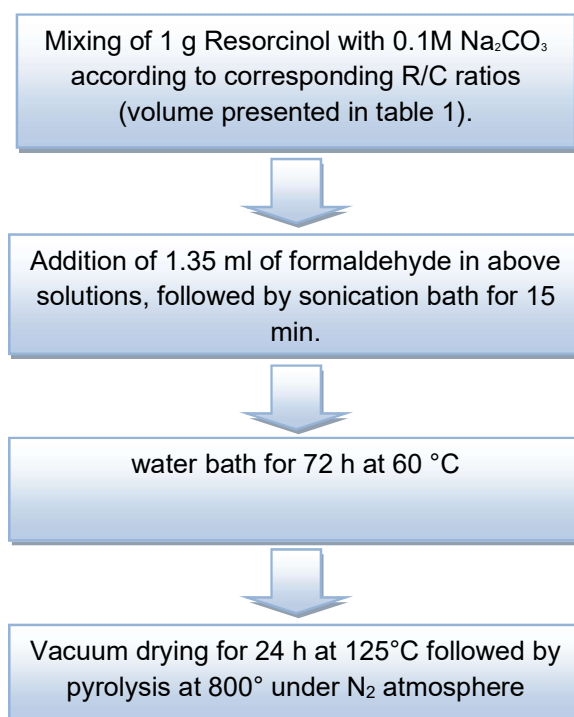 Mixing of 1 g Resorcinol with 0.1M Na₂CO₃
according to corresponding R/C ratios
(volume presented in table 1).
Addition of 1.35 ml of formaldehyde in above
solutions, followed by sonication bath for 15
min.
water bath for 72 h at 60 °C
Vacuum drying for 24 h at 125°C followed by
pyrolysis at 800° under N₂ atmosphere